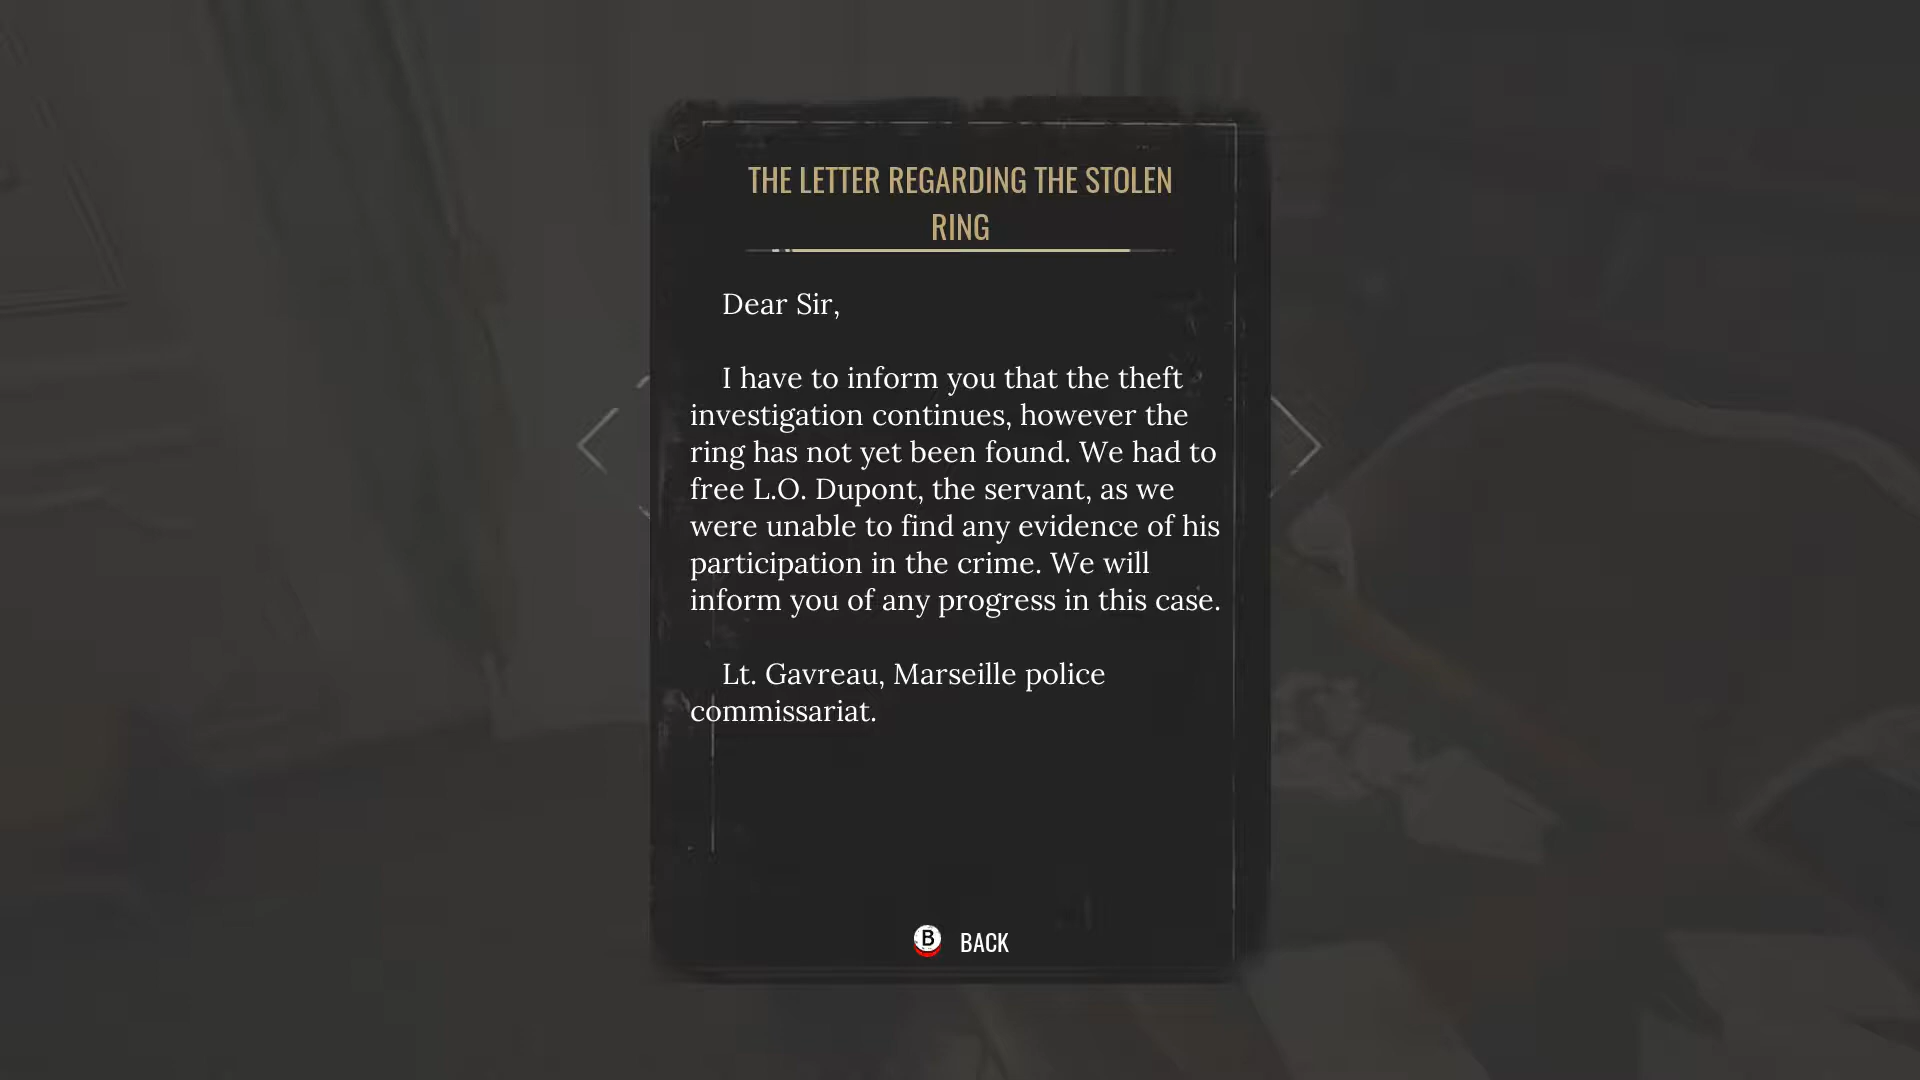 THE LETTER REGARDING THE STOLEN
RING
Dear Sir,
I have to inform you that the theft
investigation continues, however the
ring has not yet been found. We had to
free L.O. Dupont, the servant, as we
were unable to find any evidence of his
participation in the crime. We will
inform you of any progress in this case.
Lt. Gavreau, Marseille police
commissariat.
B BACK